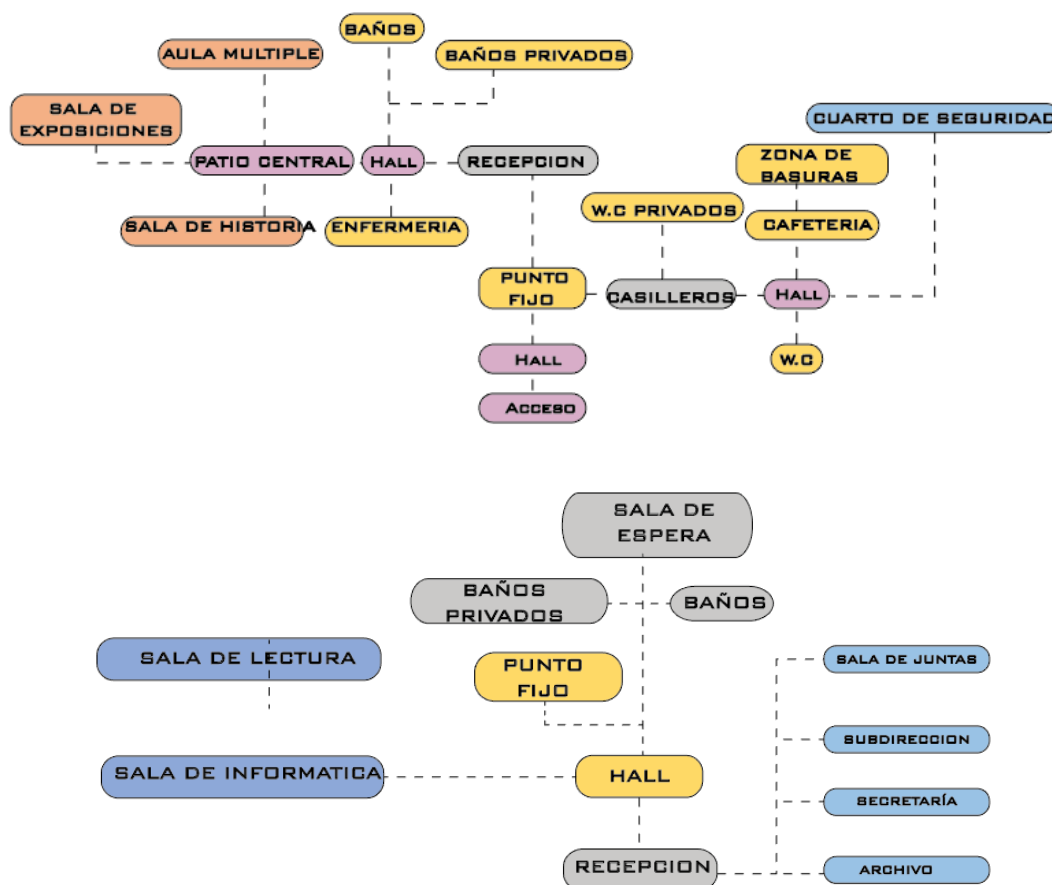 BAÑOS
AULA MULTIPLE
BAÑOS PRIVADOS
SALA DE
EXPOSICIONES
CUARTO DE SEGURIDAD
PATIO CENTRAL
HALL
RECEPCION
ZONA DE
BASURAS
W.C PRIVADOS
SALA DE HISTORIA
ENFERMERIA
CAFETERIA
PUNTO
FIJO
CASILLEROS
HALL
HALL
W.C
ACCESO
SALA DE
ESPERA
BAÑOS
PRIVADOS
BAÑOS
SALA DE LECTURA
PUNTO
FIJO
SALA DE JUNTAS
SUBDIRECCION
SALA DE INFORMATICA
HALL
SECRETARÍA
RECEPCION
ARCHIVO